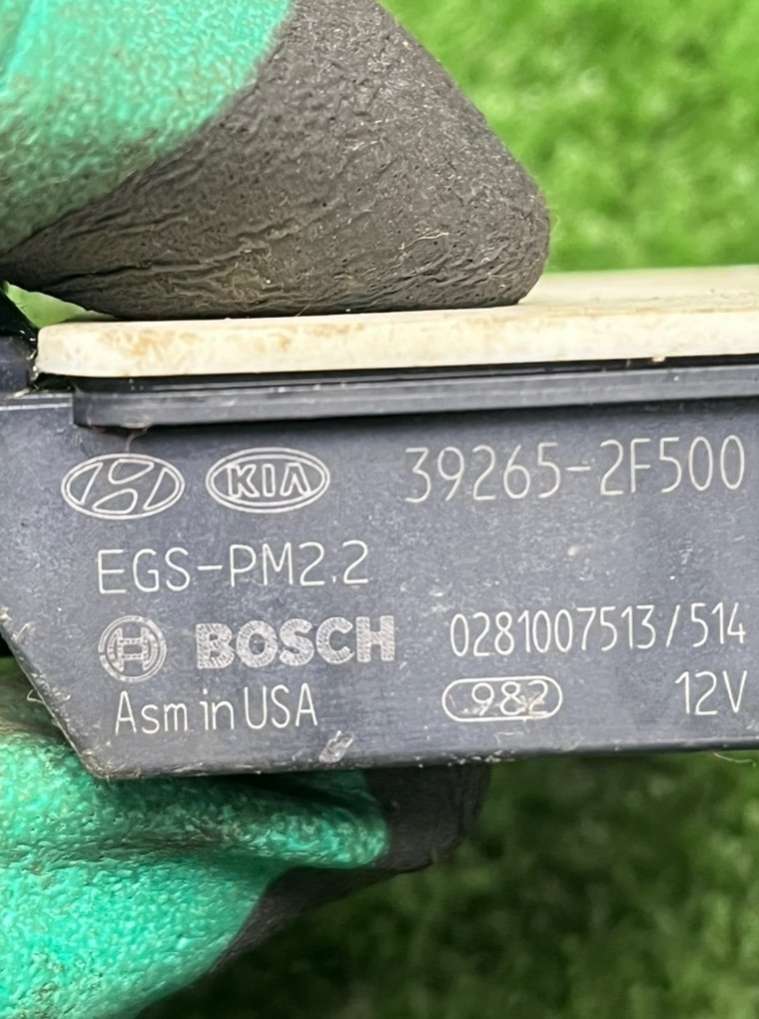 KIA 39265-2F500
EGS-PM2.2
BOSCH 0281007513/514
Asm in USA 982 12V